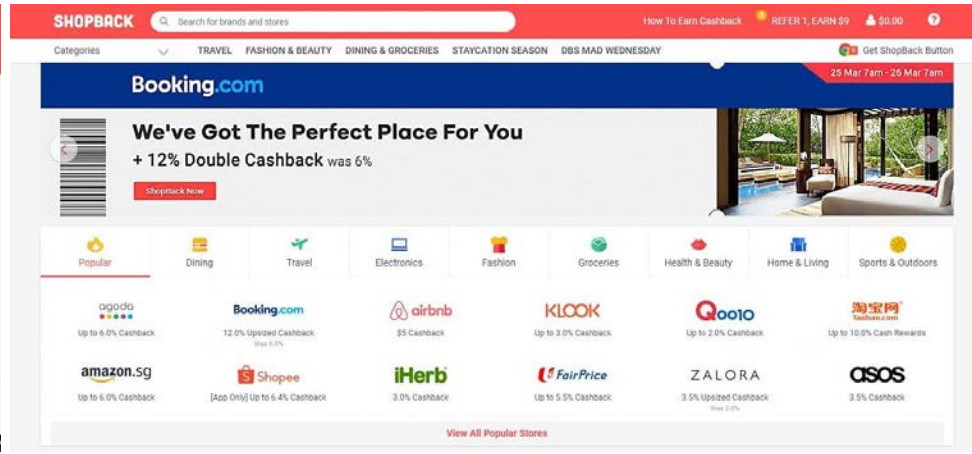 SHOPBACK
Search for brands and stores
How To Earn Cashback
REFER 1, EARN $9
$0.00
Categories
TRAVEL
FASHION & BEAUTY
DINING & GROCERIES
STAYCATION SEASON
DBS MAD WEDNESDAY
Get ShopBack Button
Booking.com
25 Mar 7am - 26 Mar 7am
We've Got The Perfect Place For You
+ 12% Double Cashback was 6%
ShopBack Now
Popular
Dining
Travel
Electronics
Fashion
Groceries
Health & Beauty
Home & Living
Sports & Outdoors
agoda
Booking.com
airbnb
KLOOK
Qoo10
淘宝网
Taobao.com
Up to 6.0% Cashback
12.0% Upsized Cashback
Was 6.0%
$5 Cashback
Up to 3.0% Cashback
Up to 2.0% Cashback
Up to 10.0% Cash Rewards
amazon.sg
Shopee
iHerb
FairPrice
ZALORA
asos
Up to 6.0% Cashback
[App Only] Up to 6.4% Cashback
3.0% Cashback
Up to 5.5% Cashback
3.5% Upsized Cashback
Was 2.0%
3.5% Cashback
View All Popular Stores